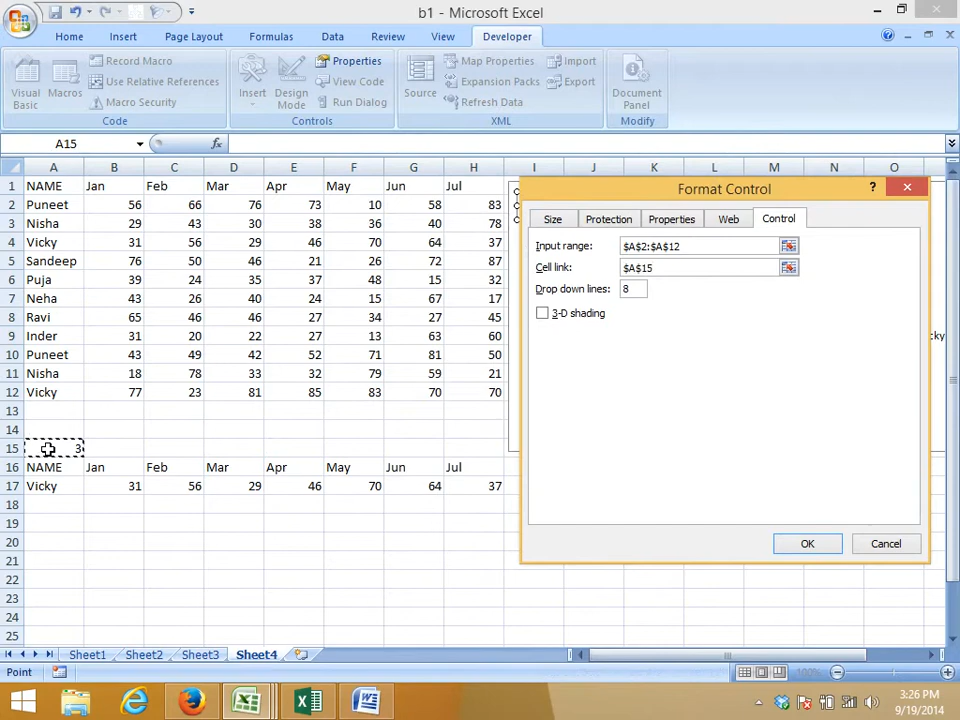 b1 - Microsoft Excel
Home Insert Page Layout Formulas Data Review View Developer
Visual Basic
Macros
Record Macro
Use Relative References
Macro Security
Code
Insert
Design Mode
Properties
View Code
Run Dialog
Controls
Source
Map Properties
Expansion Packs
Refresh Data
Import
Export
XML
Document Panel
Modify
A15 fx
A B C D E F G H I J K L M N O
1 NAME Jan Feb Mar Apr May Jun Jul
2 Puneet 56 66 76 73 10 58 83
3 Nisha 29 43 30 38 36 40 78
4 Vicky 31 56 29 46 70 64 37
5 Sandeep 76 50 46 21 26 72 87
6 Puja 39 24 35 37 48 15 32
7 Neha 43 26 40 24 15 67 17
8 Ravi 65 46 46 27 34 27 45
9 Inder 31 20 22 27 13 63 60
10 Puneet 43 49 42 52 71 81 50
11 Nisha 18 78 33 32 79 59 21
12 Vicky 77 23 81 85 83 70 70
13
14
15 3
16 NAME Jan Feb Mar Apr May Jun Jul
17 Vicky 31 56 29 46 70 64 37
18
19
20
21
22
23
24
25
Format Control
?
Size Protection Properties Web Control
Input range: $A$2:$A$12
Cell link: $A$15
Drop down lines: 8
3-D shading
OK Cancel
Sheet1 Sheet2 Sheet3 Sheet4
Point 100%
3:26 PM
9/19/2014